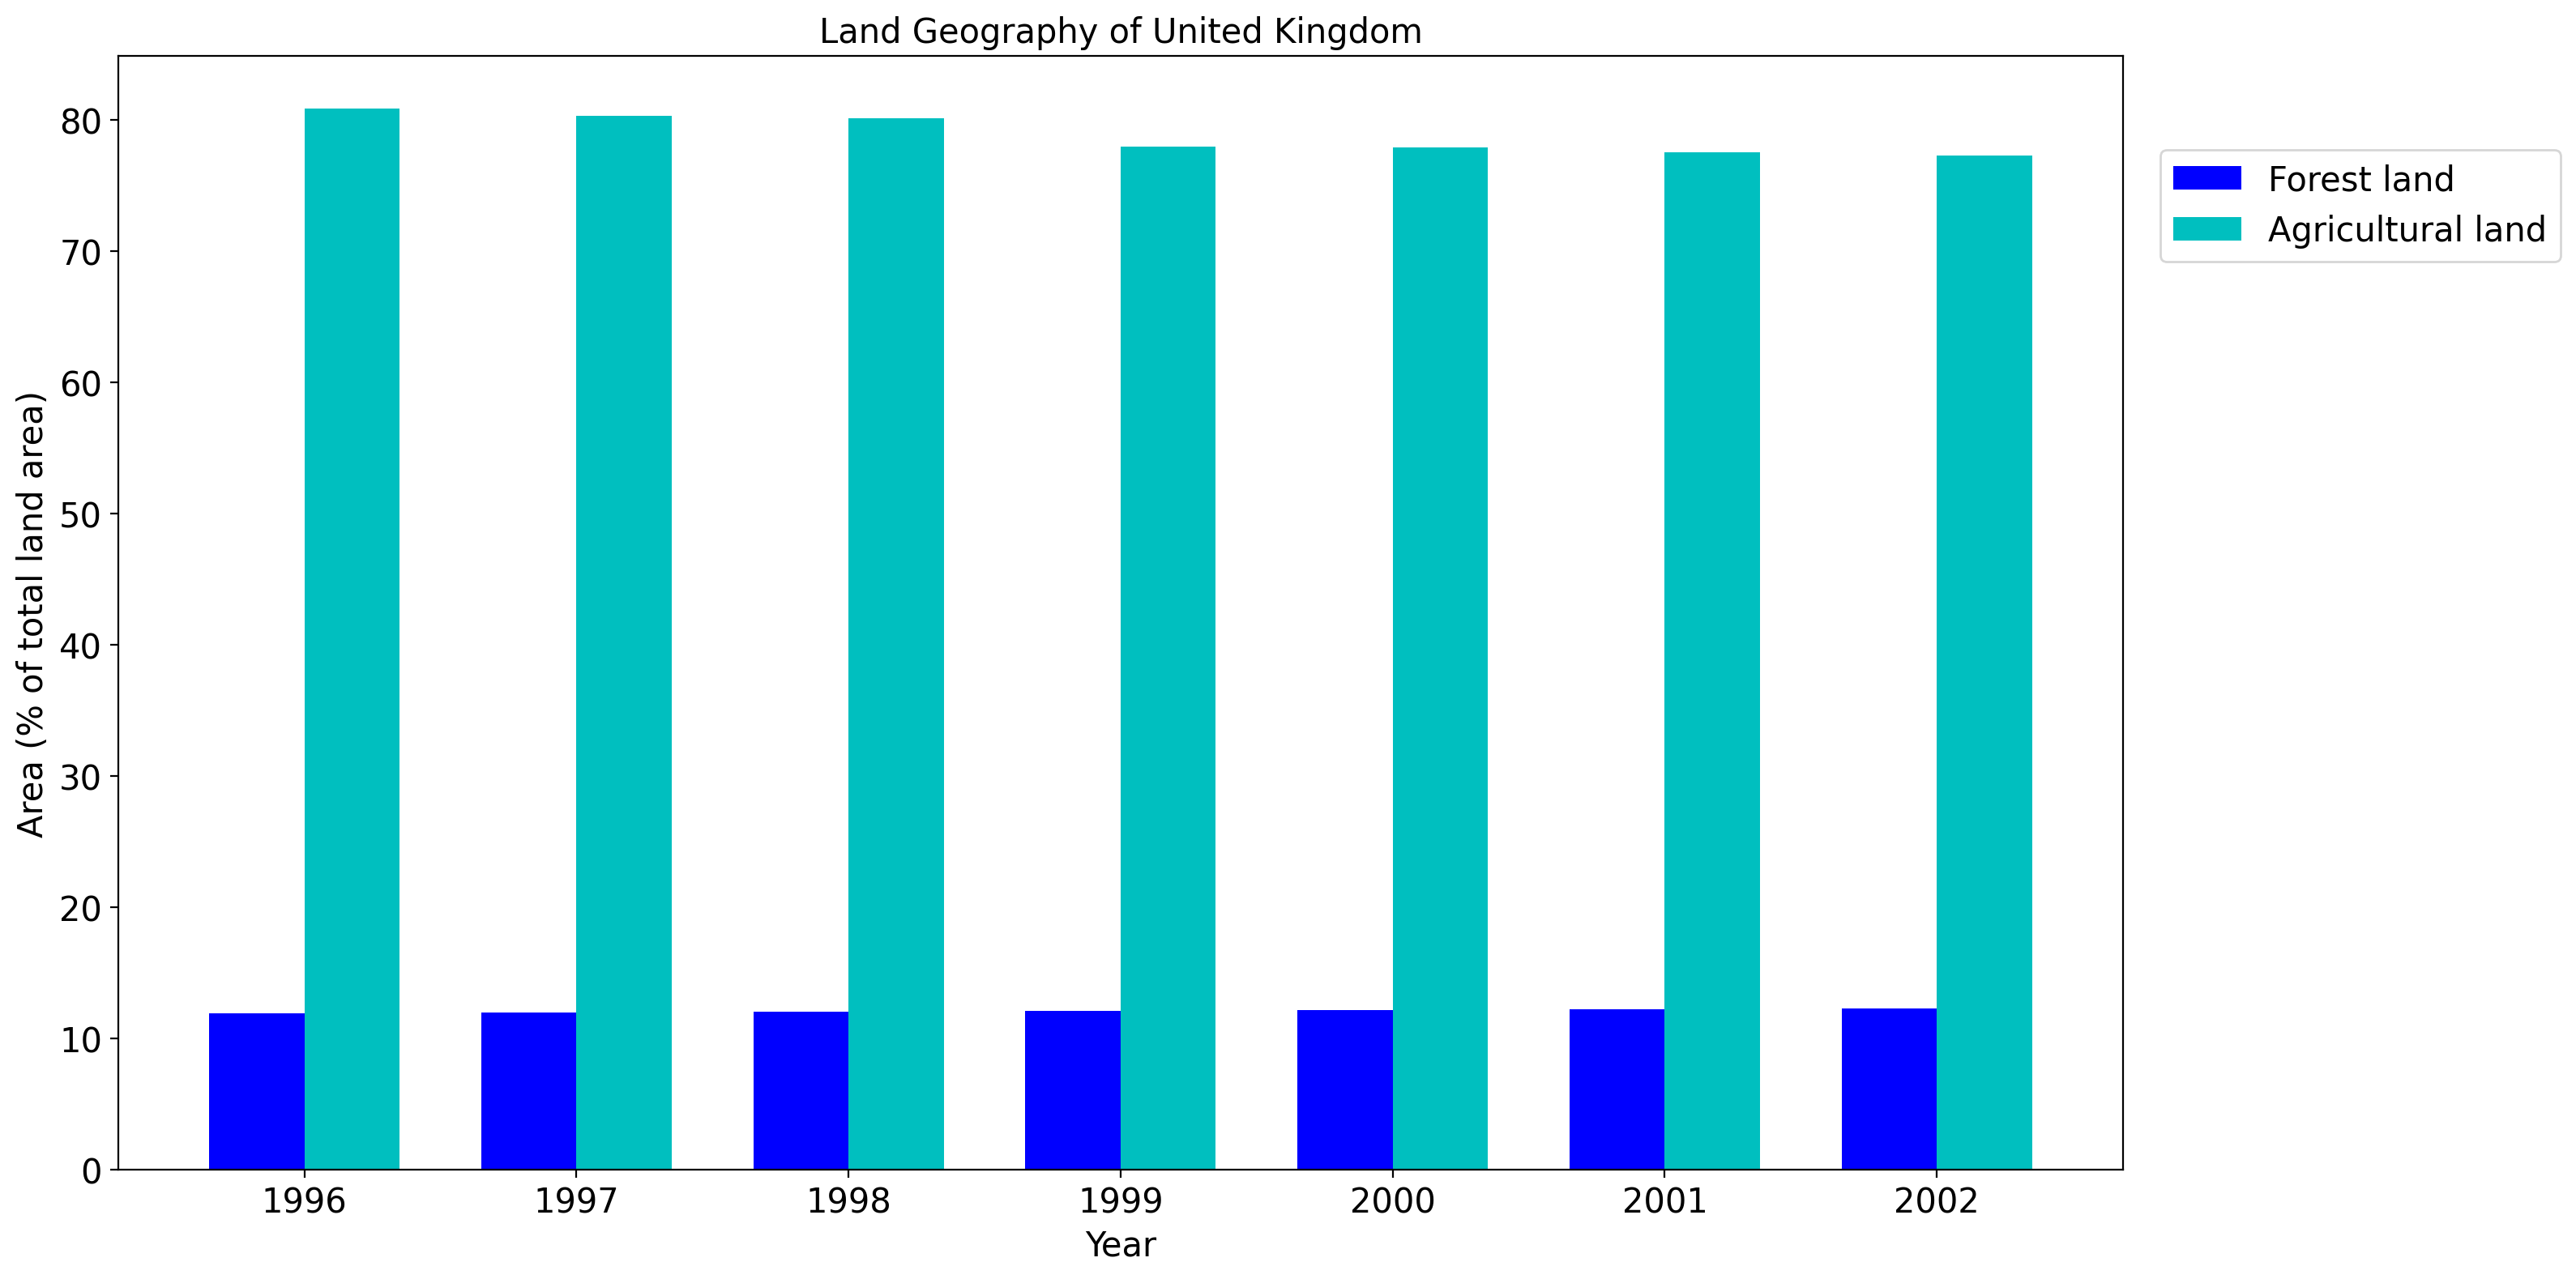 Land Geography of United Kingdom
80
70
60
50
40
30
20
10
0
Area (% of total land area)
1996 1997 1998 1999 2000 2001 2002
Year
Forest land
Agricultural land